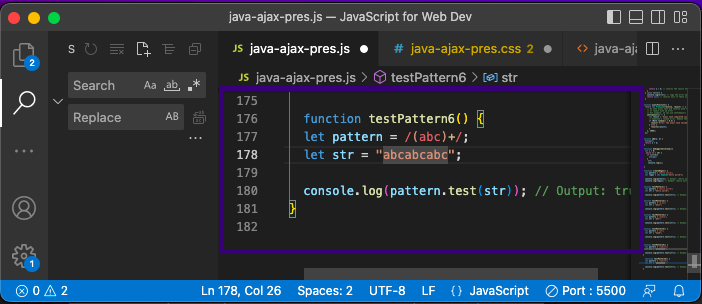 java-ajax-pres.js — JavaScript for Web Dev
S
JS java-ajax-pres.js
# java-ajax-pres.css 2
<> java-aja
JS java-ajax-pres.js > testPattern6 > str
2
Search Aa ab
Replace AB
175
176 function testPattern6() {
177 let pattern = /(abc)+/;
178 let str = "abcabcabc";
179
180 console.log(pattern.test(str)); // Output: tru
181 }
182
1
0 2 Ln 178, Col 26 Spaces: 2 UTF-8 LF {} JavaScript Port : 5500